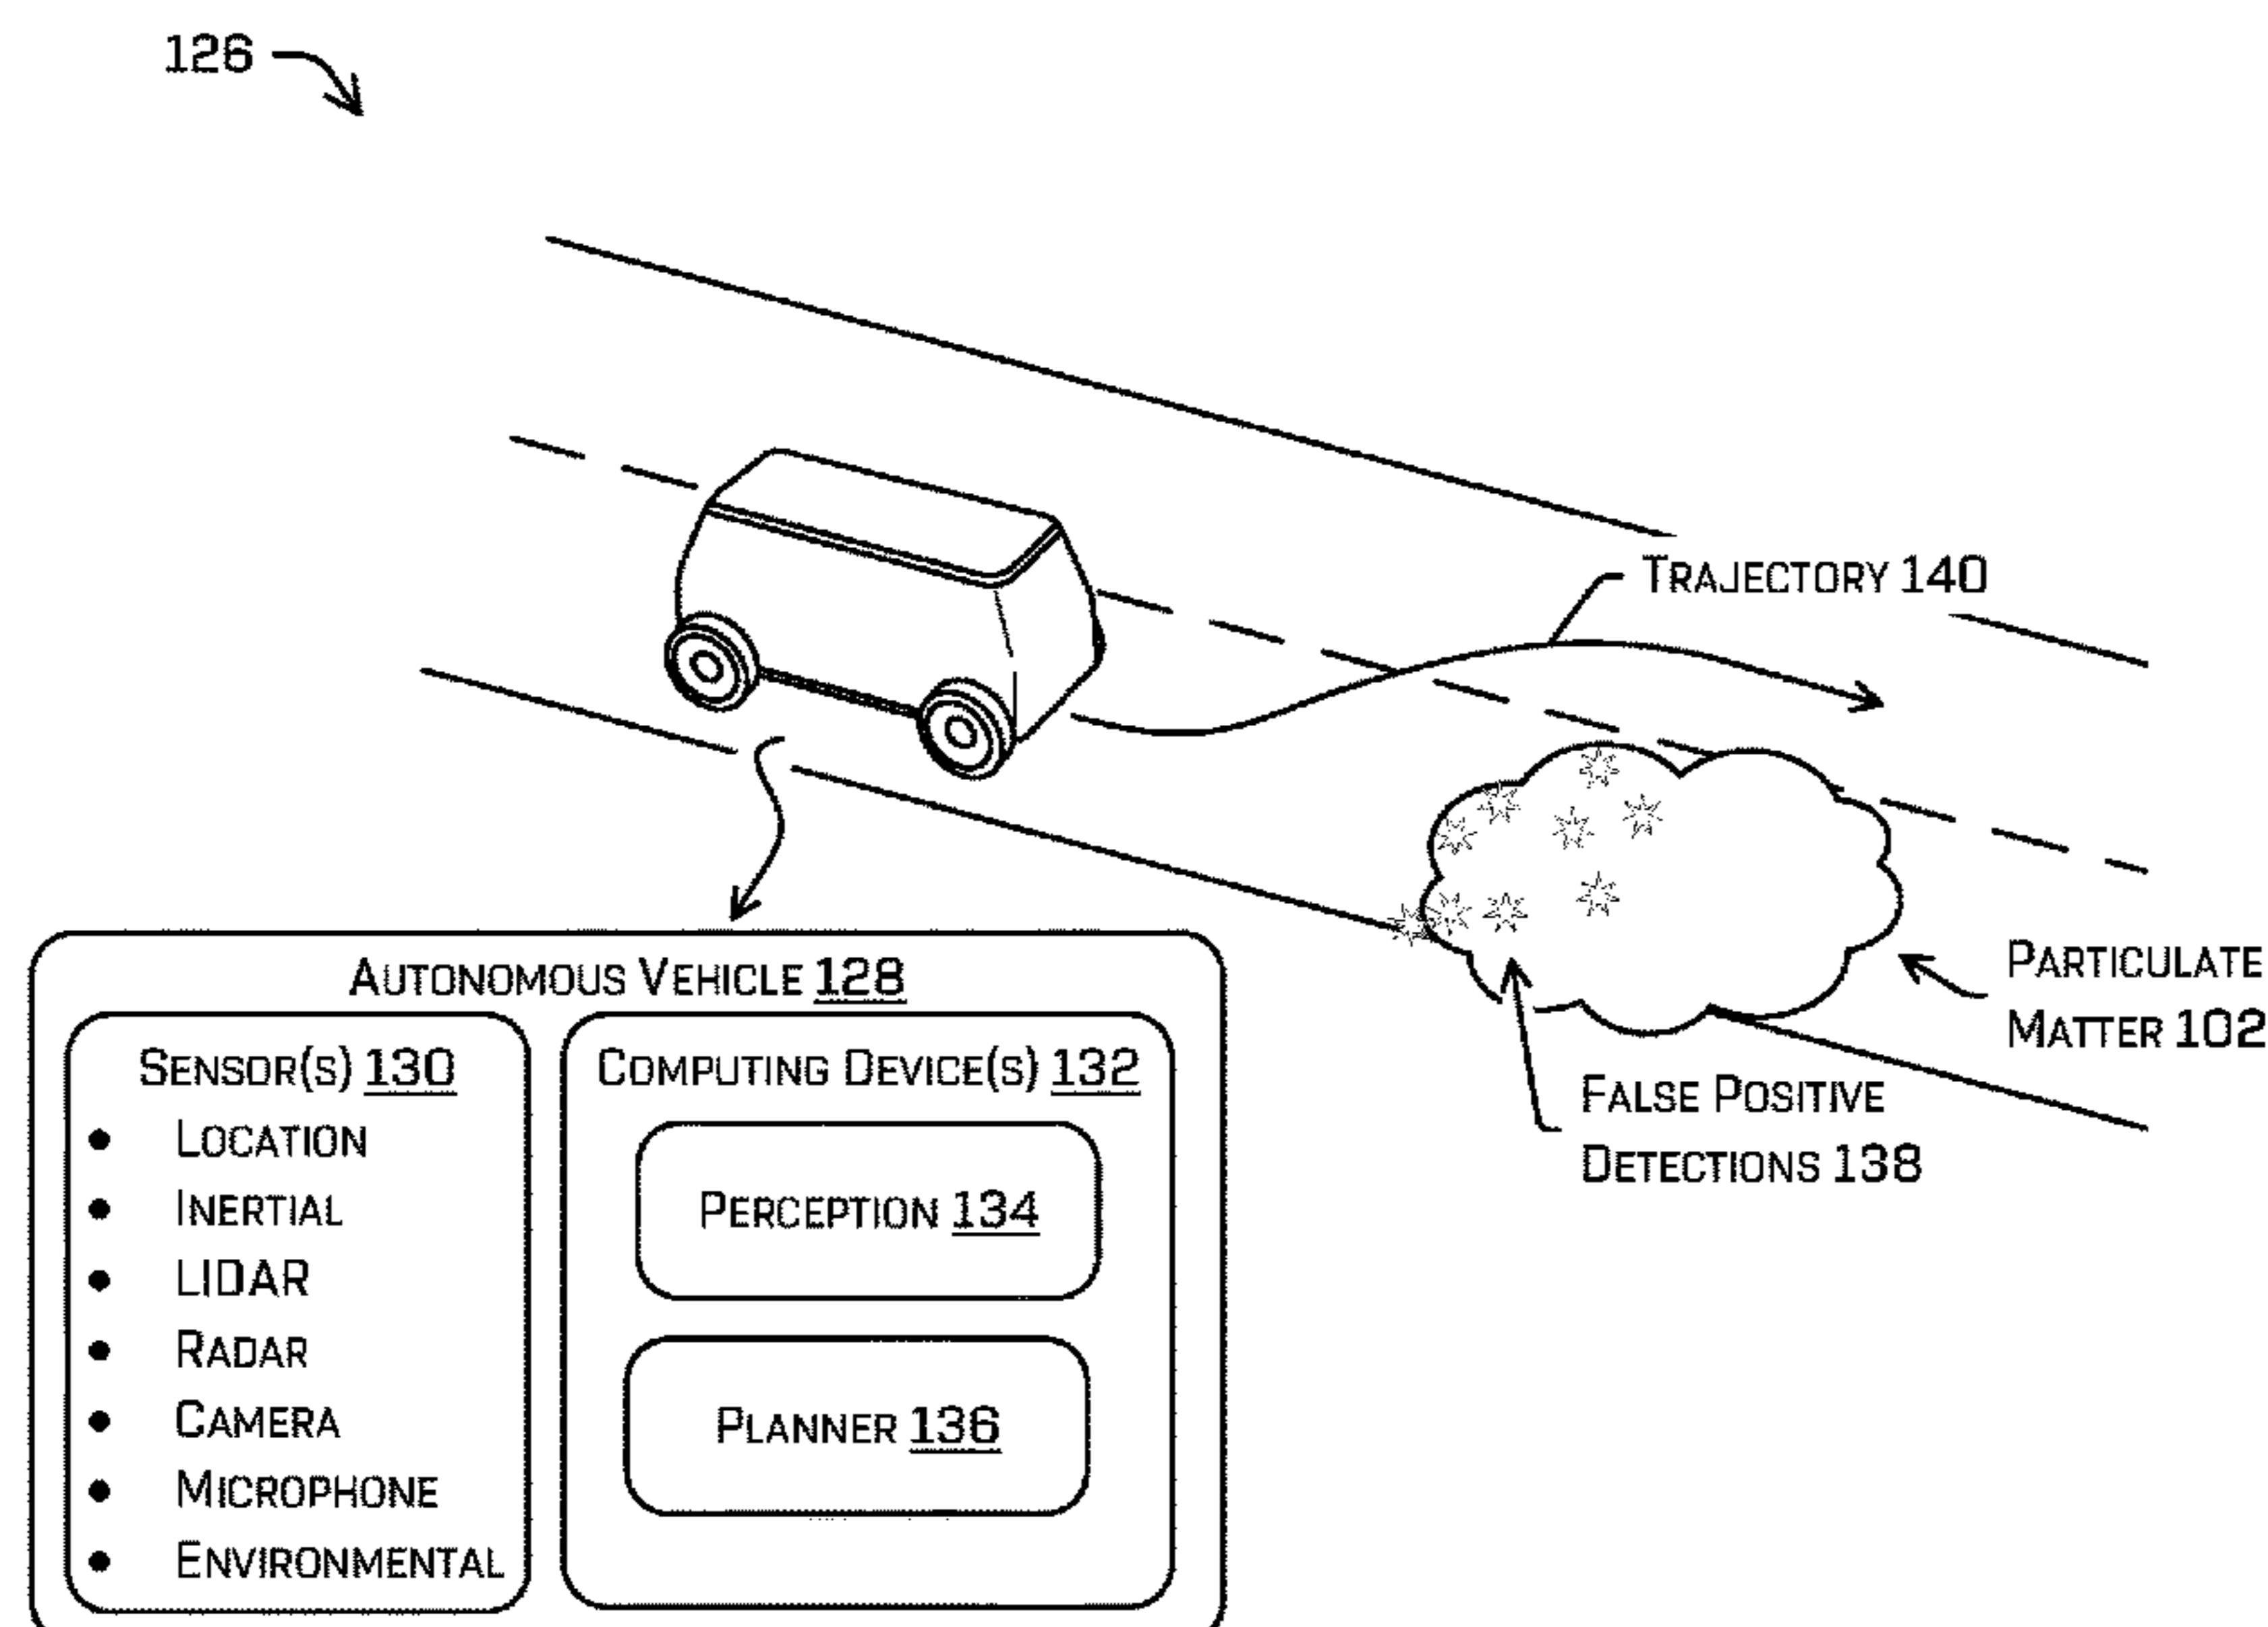 126
TRAJECTORY 140
PARTICULATE
MATTER 102
FALSE POSITIVE
DETECTIONS 138
AUTONOMOUS VEHICLE 128
SENSOR(S) 130
• LOCATION
• INERTIAL
• LIDAR
• RADAR
• CAMERA
• MICROPHONE
• ENVIRONMENTAL
COMPUTING DEVICE(S) 132
PERCEPTION 134
PLANNER 136